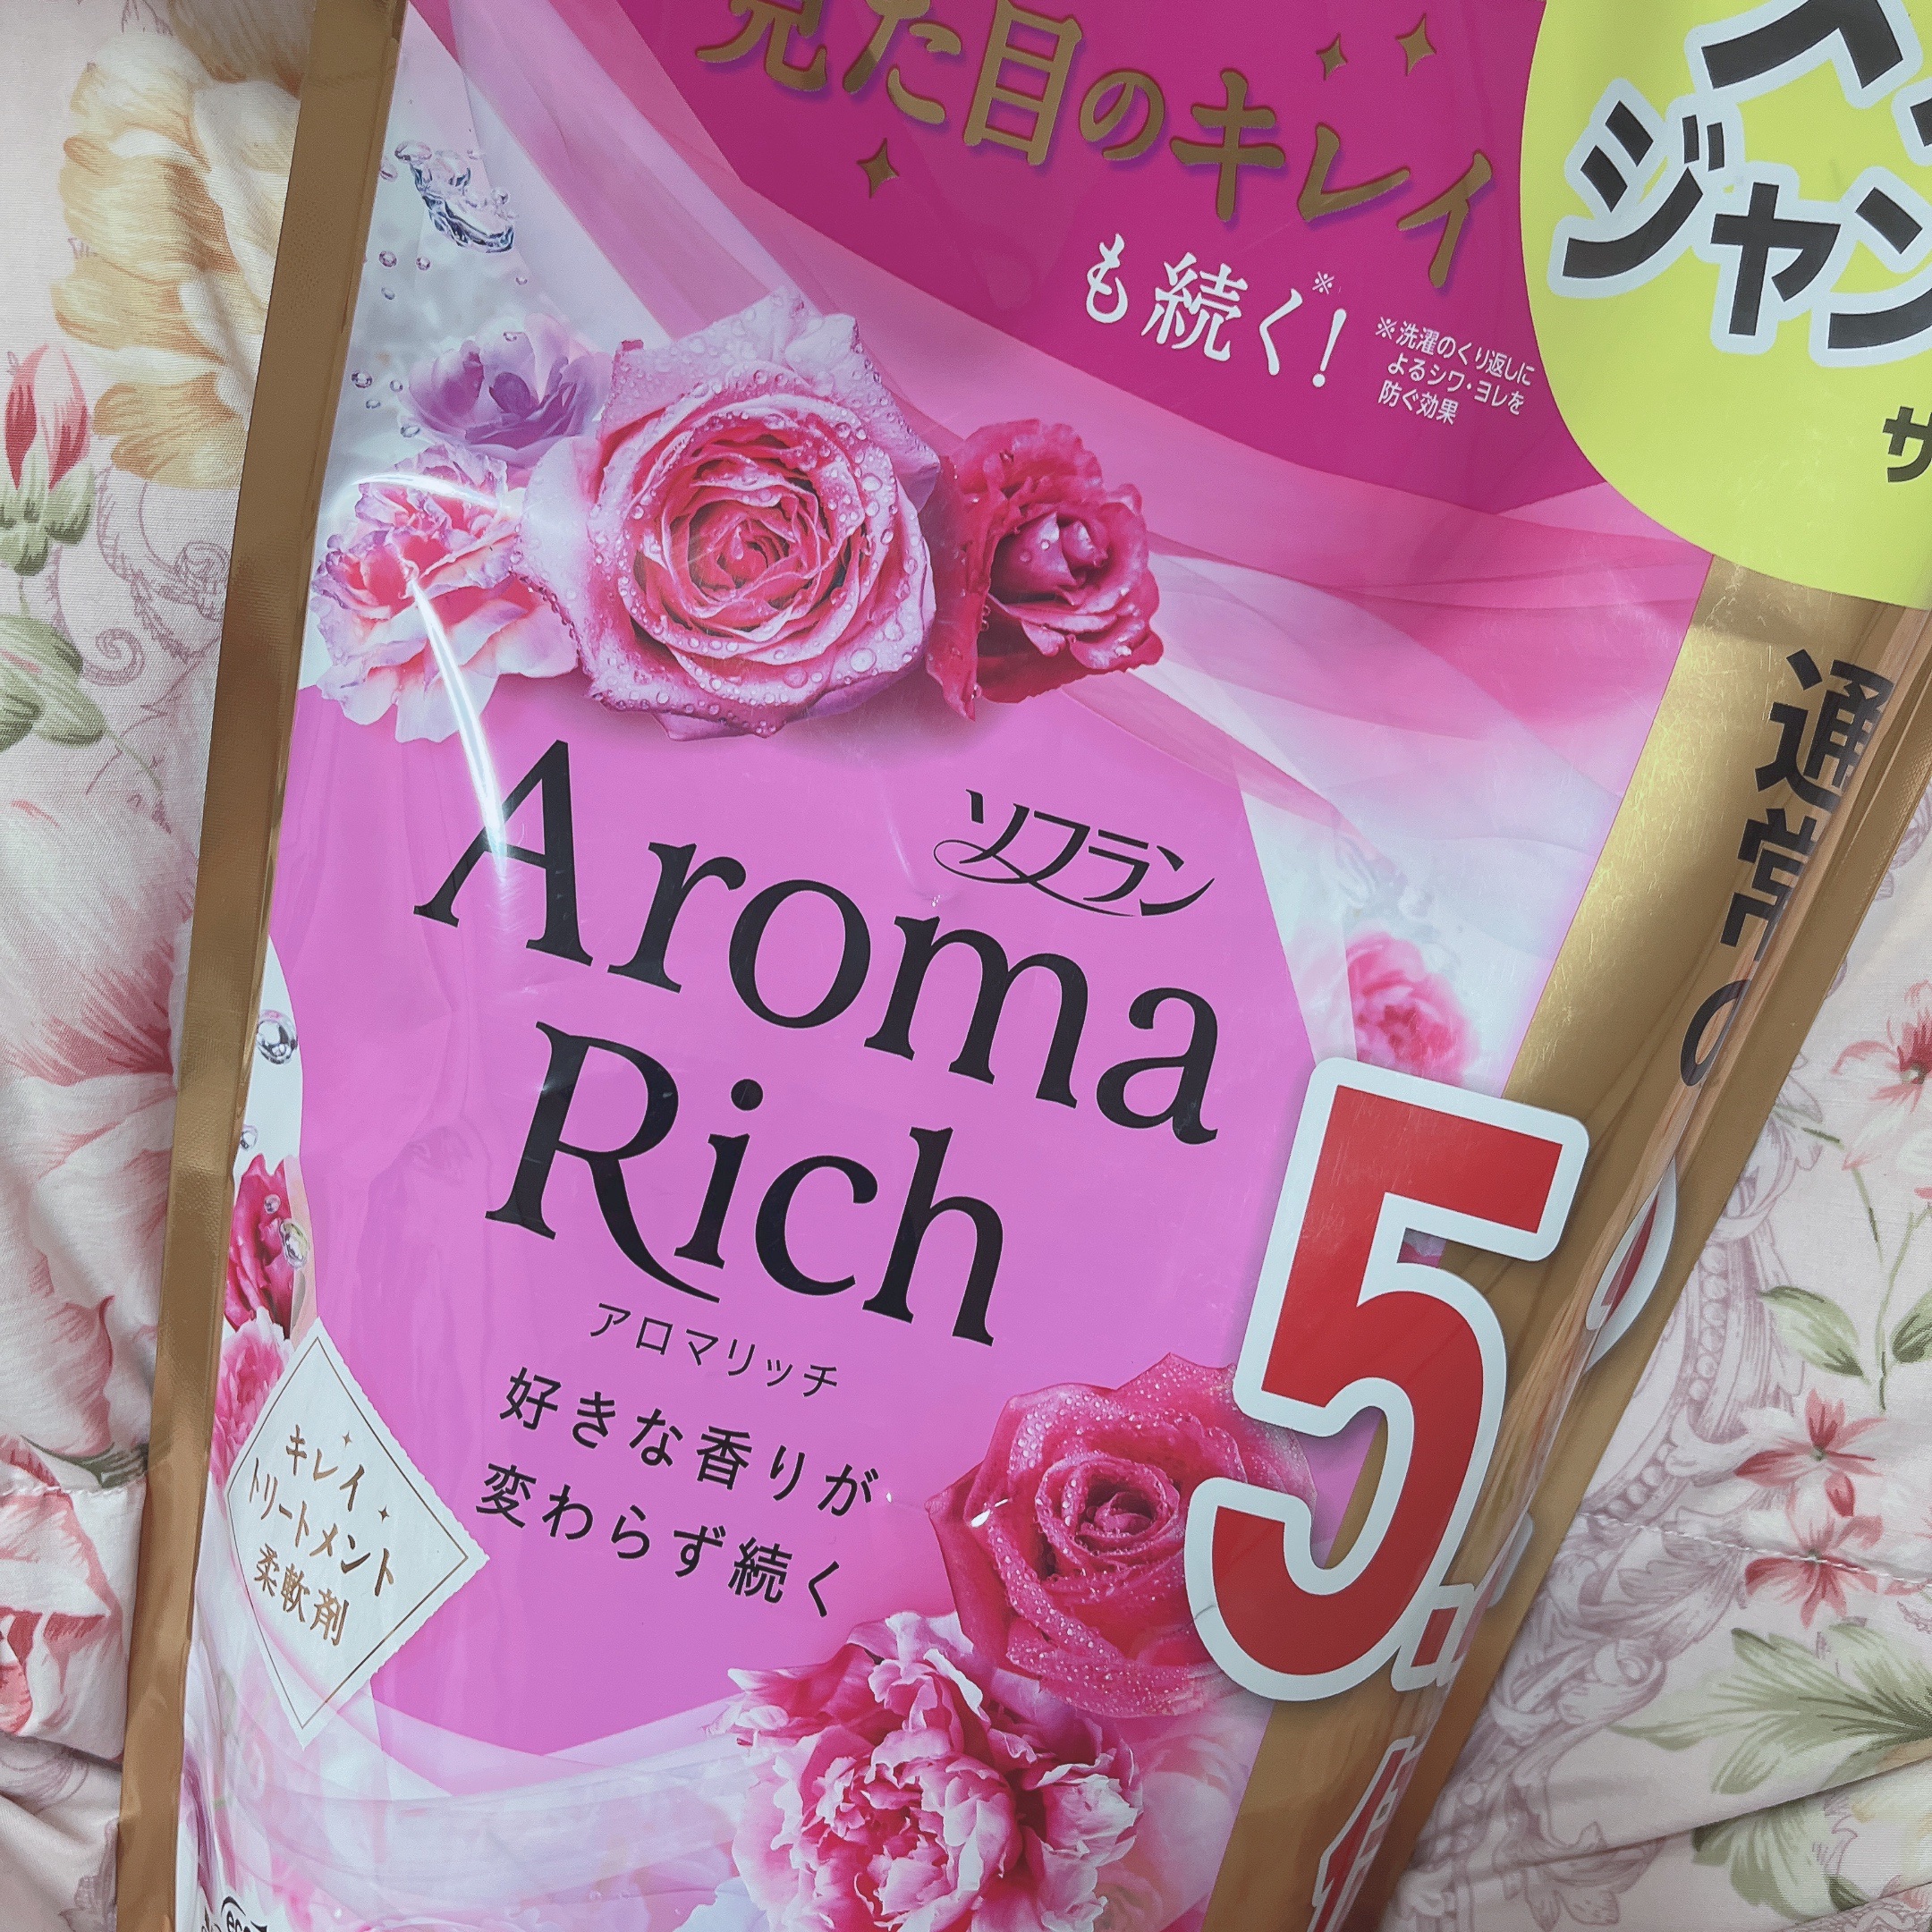 見た目のキレイ
も続く!※
※洗濯のくり返しに
よるシワ・ヨレを
防ぐ効果
ジャン
サ
通常の
ソフラン
Aroma
Rich
アロマリッチ
好きな香りが
変わらず続く
5.
キレイ
トリートメント
柔軟剤
eco